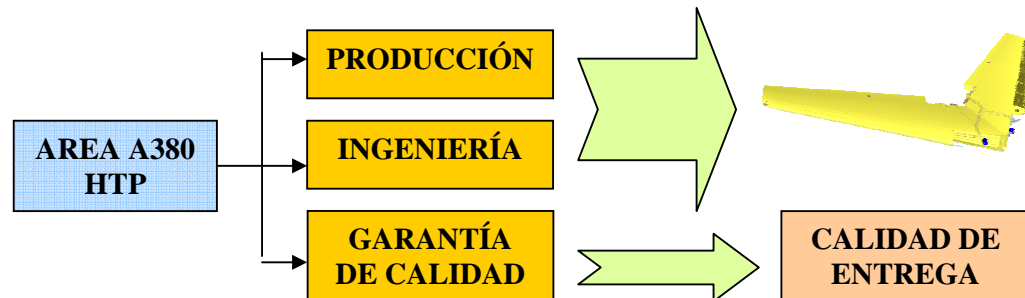 PRODUCCIÓN
AREA A380
HTP
INGENIERÍA
GARANTÍA
DE CALIDAD
CALIDAD DE
ENTREGA